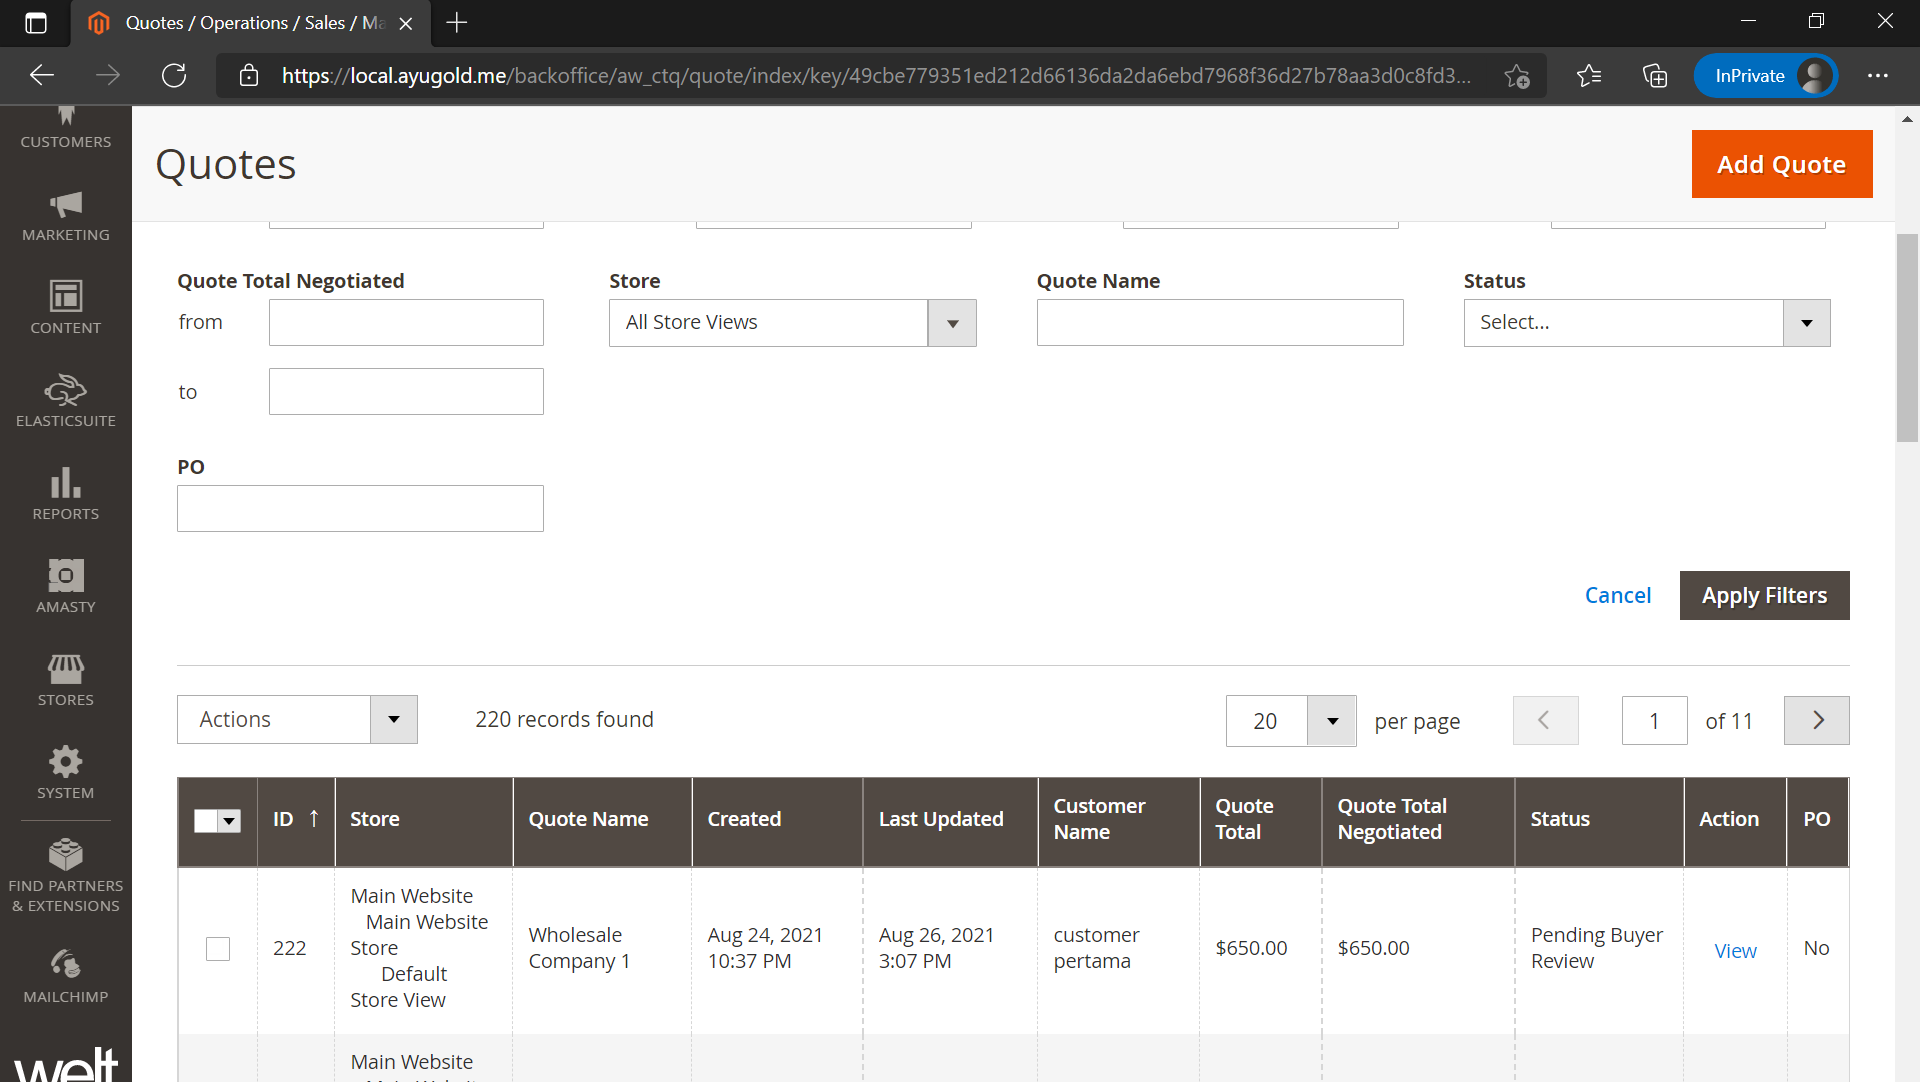 Quotes / Operations / Sales / Ma
https://local.ayugold.me/backoffice/aw_ctq/quote/index/key/49cbe779351ed212d66136da2da6ebd7968f36d27b78aa3d0c8fd3...
InPrivate
CUSTOMERS
MARKETING
CONTENT
ELASTICSUITE
REPORTS
AMASTY
STORES
SYSTEM
FIND PARTNERS
& EXTENSIONS
MAILCHIMP
welt
Quotes
Add Quote
Quote Total Negotiated
from
to
Store
All Store Views
Quote Name
Status
Select...
PO
Cancel
Apply Filters
Actions
220 records found
20
per page
1
of 11
ID
Store
Quote Name
Created
Last Updated
Customer
Name
Quote
Total
Quote Total
Negotiated
Status
Action
PO
222
Main Website
Main Website
Store
Default
Store View
Wholesale
Company 1
Aug 24, 2021
10:37 PM
Aug 26, 2021
3:07 PM
customer
pertama
$650.00
$650.00
Pending Buyer
Review
View
No
Main Website